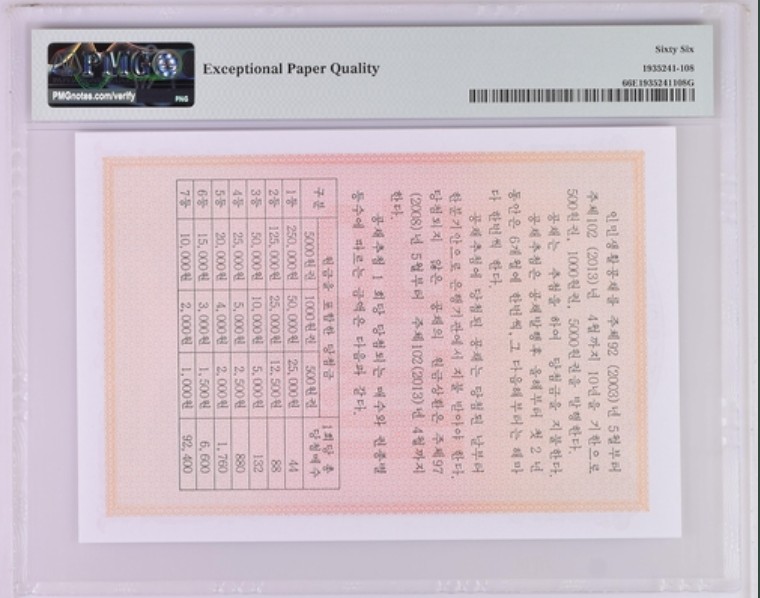 PMG
PMGnotes.com/verify
PMG
Exceptional Paper Quality
Sixty Six
1935241-108
66E1935241108G
인민생활공채를 주체92 (2003)년 5월부터
주체102 (2013)년 4월까지 10년을 기한으로
500원권, 1000원권, 5000원권을 발행한다.
공채는 추첨을 하여 당첨금을 지불한다.
공채추첨은 공채발행후 올해부터 첫 2년
동안은 6개월에 한번씩, 그 다음해부터는 해마
다 한번씩 한다.
공채추첨에 당첨된 공채는 당첨된 날부터
한분기안으로 은행기관에서 지불 받아야 한다.
당첨되지 않은 공채의 현금상환은 주체97
(2008)년 5월부터 주체102(2013)년 4월까지
한다.
공채추첨 1 회당 당첨되는 매수와 권종별
등수에 따르는 금액은 다음과 같다.
구분 원금을 포함한 당첨금 1회당 총 당첨매수
5000원권 1000원권 500원권
1등 250,000원 50,000원 25,000원 44
2등 125,000원 25,000원 12,500원 88
3등 50,000원 10,000원 5,000원 132
4등 25,000원 5,000원 2,500원 880
5등 20,000원 4,000원 2,000원 1,760
6등 15,000원 3,000원 1,500원 6,600
7등 10,000원 2,000원 1,000원 92,400